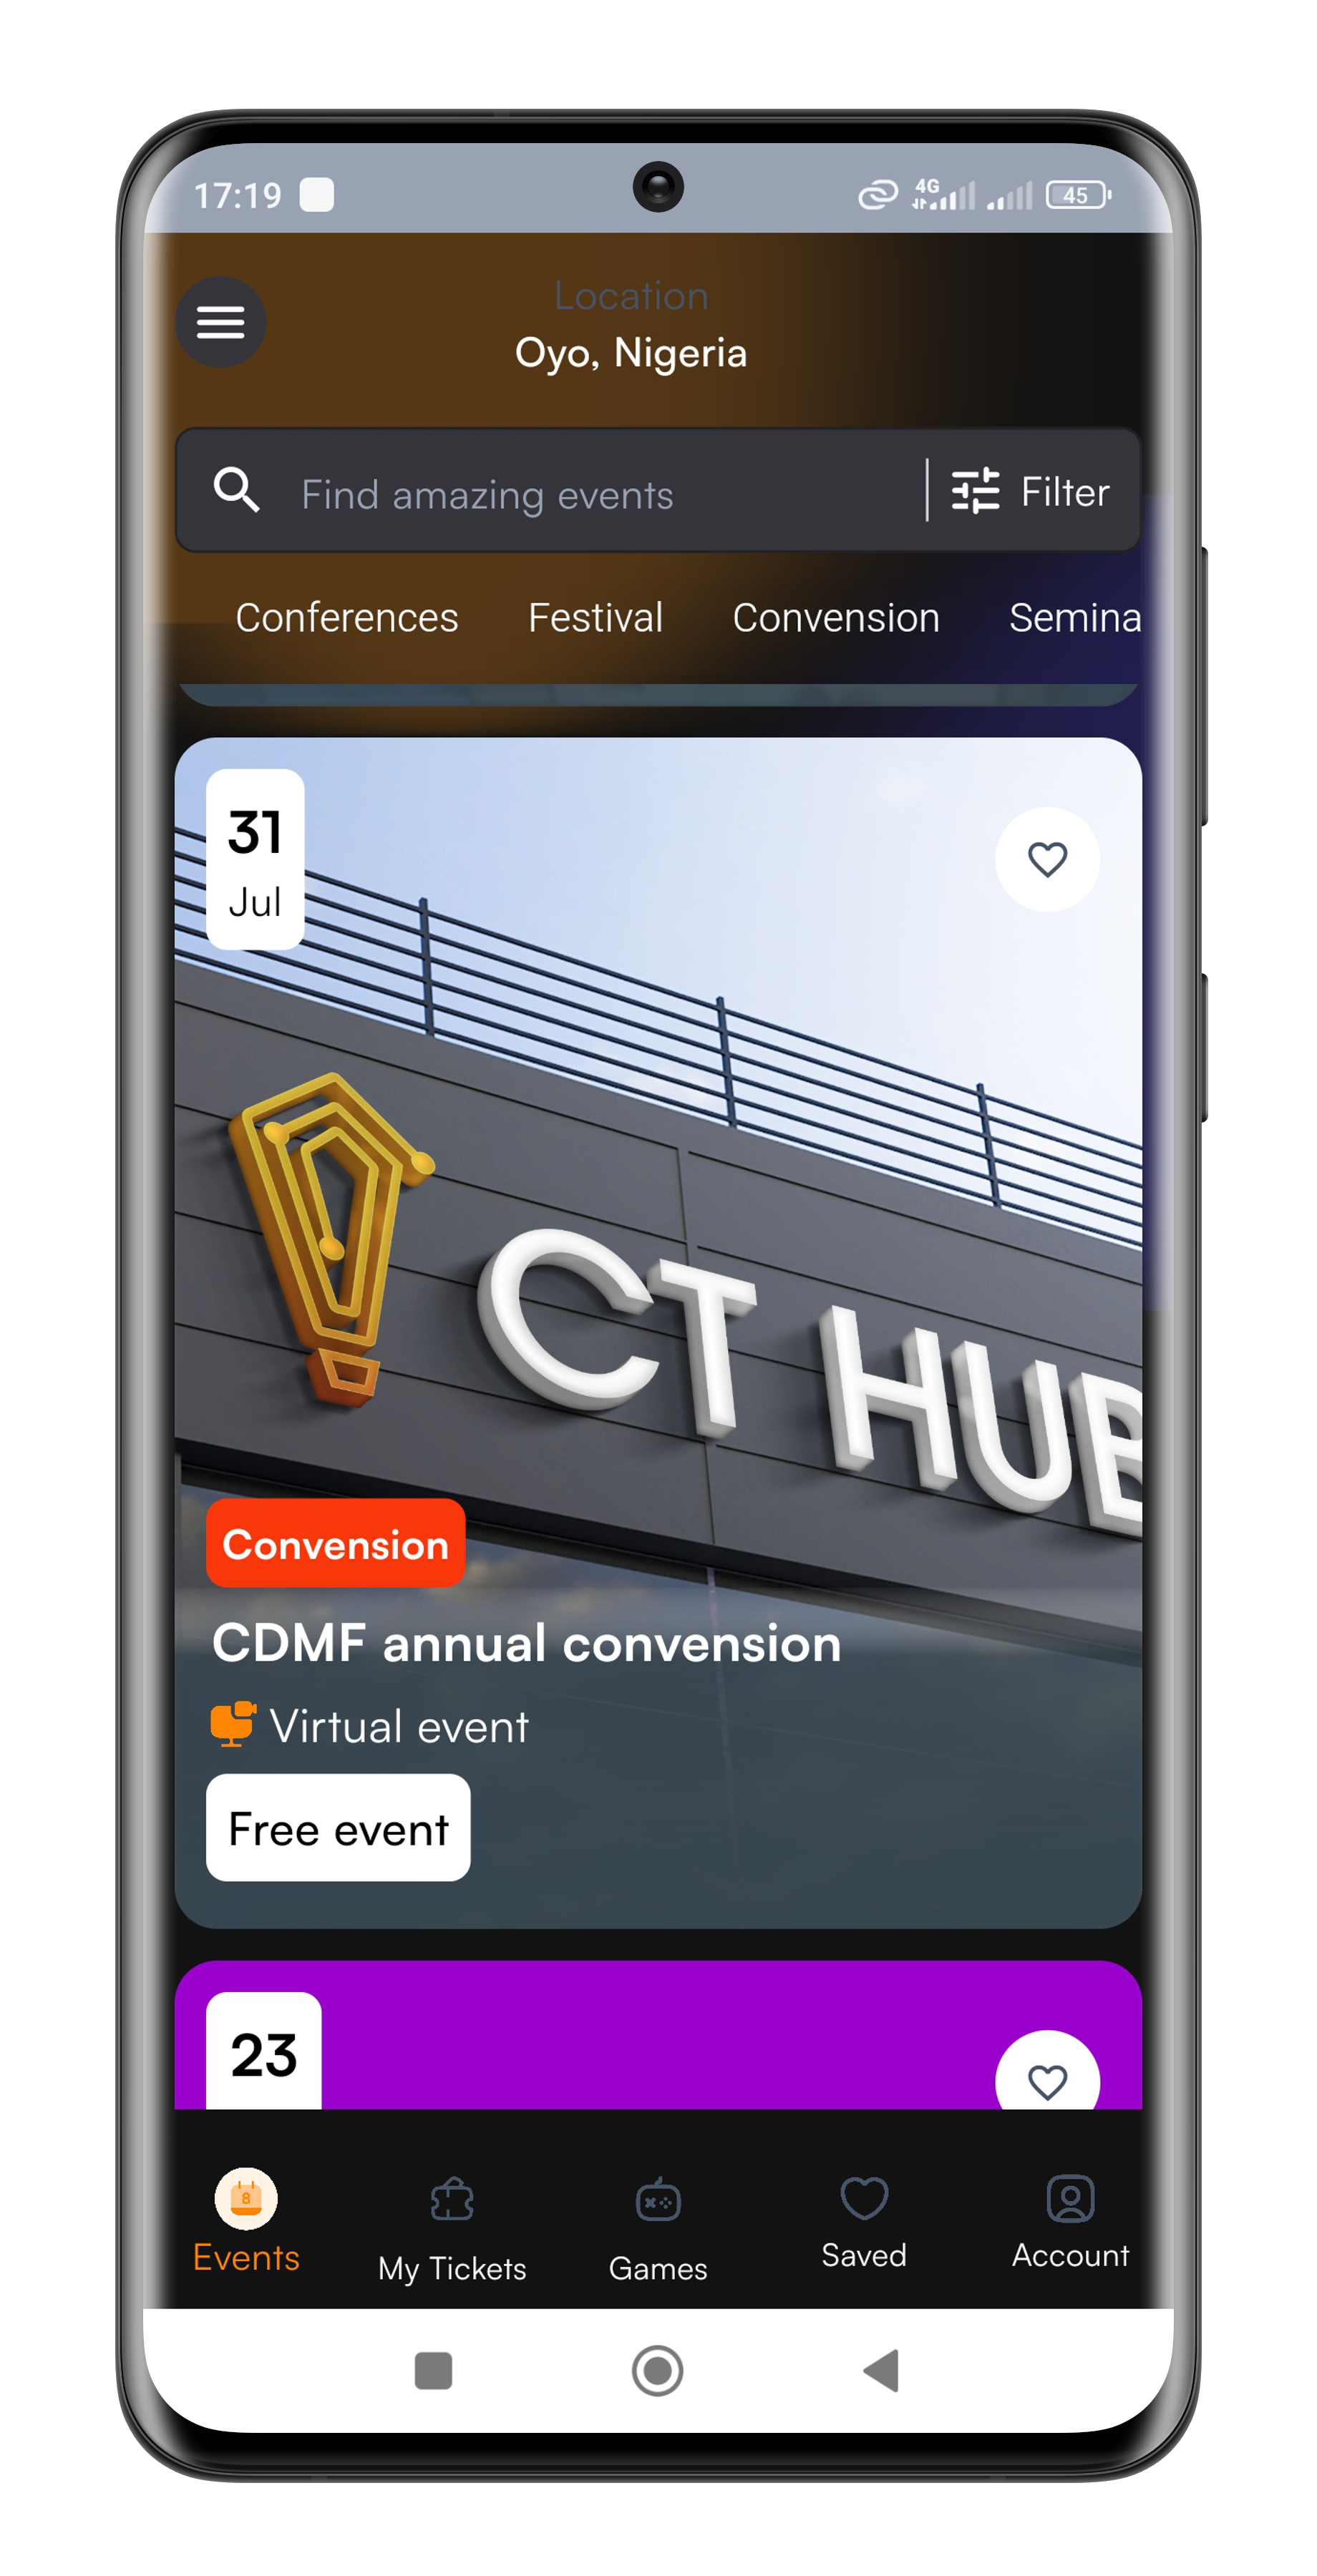 17:19
4G
45
Location
Oyo, Nigeria
Find amazing events
Filter
Conferences Festival Convension Semina
31
Jul
CT HUB
Convension
CDMF annual convension
Virtual event
Free event
23
8
Events My Tickets Games Saved Account